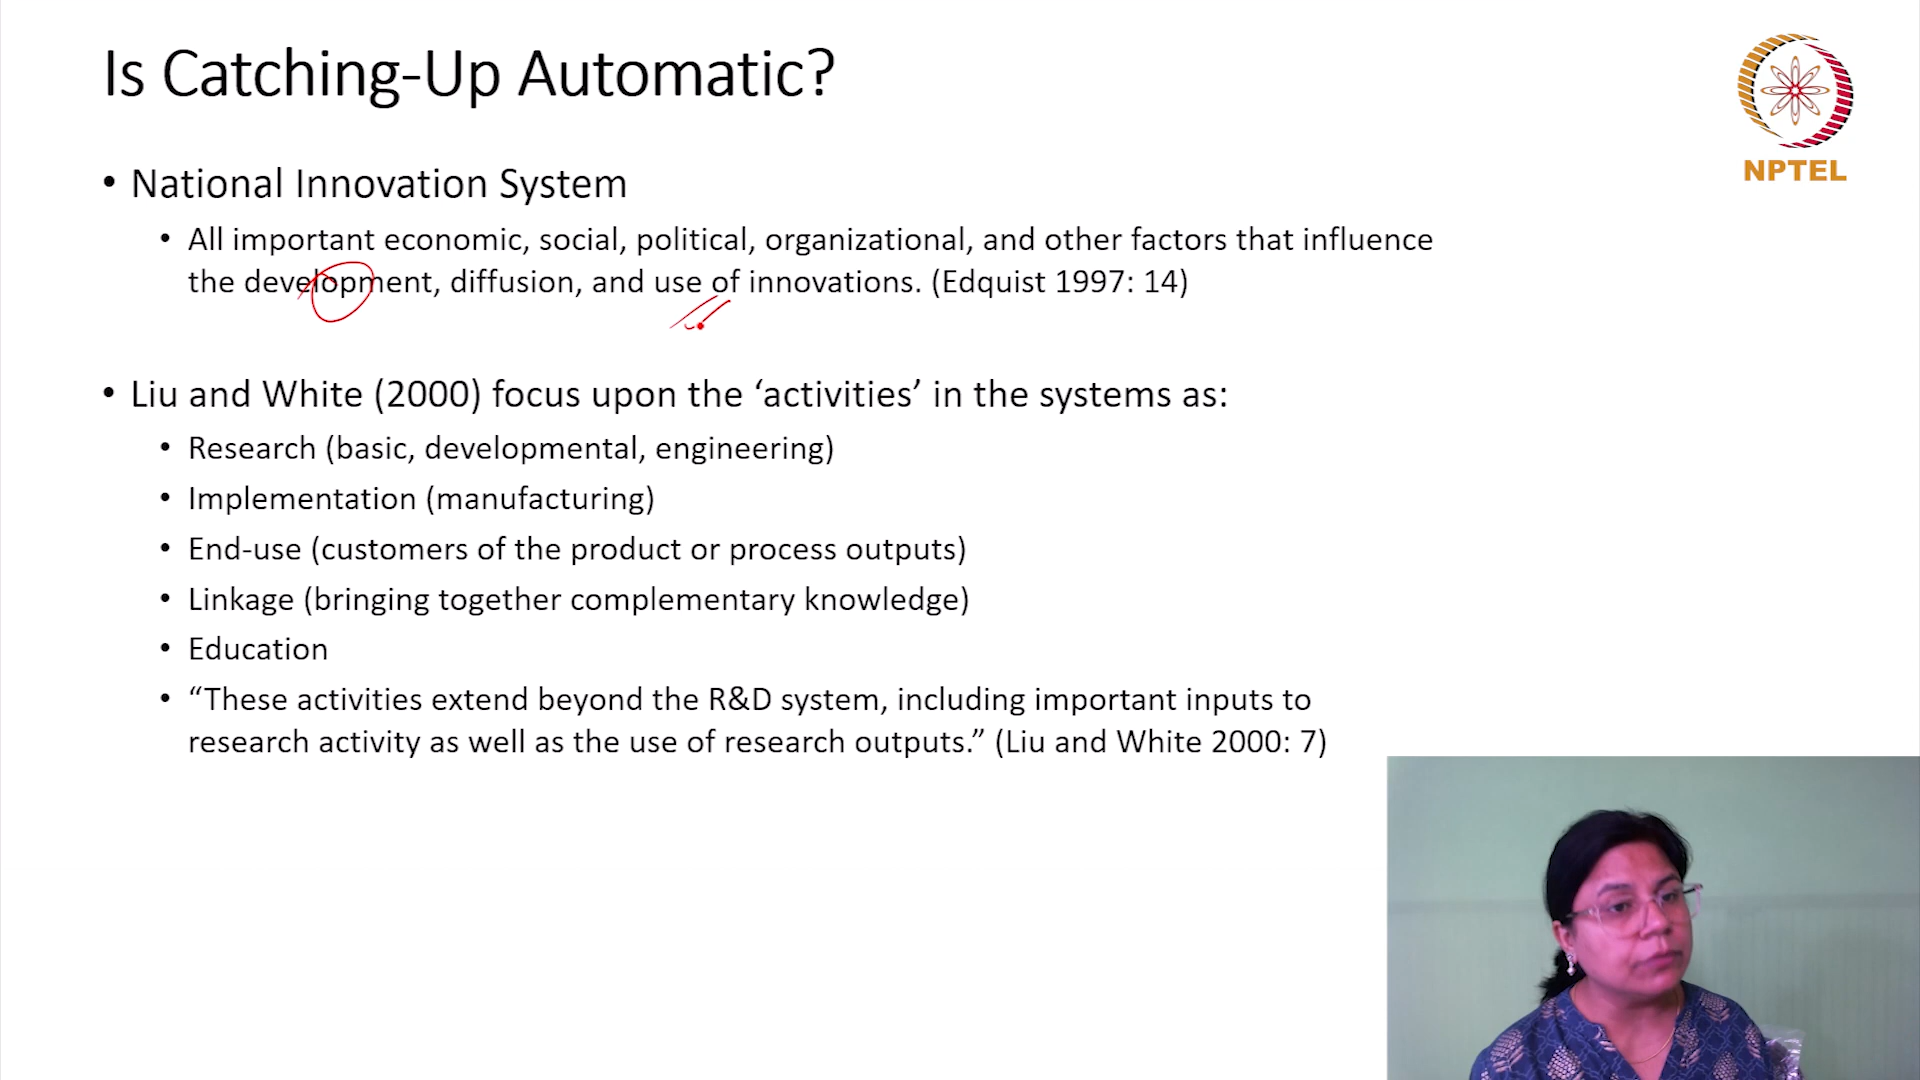 Is Catching-Up Automatic?
NPTEL
• National Innovation System
• All important economic, social, political, organizational, and other factors that influence
the development, diffusion, and use of innovations. (Edquist 1997: 14)
• Liu and White (2000) focus upon the ‘activities’ in the systems as:
• Research (basic, developmental, engineering)
• Implementation (manufacturing)
• End-use (customers of the product or process outputs)
• Linkage (bringing together complementary knowledge)
• Education
• “These activities extend beyond the R&D system, including important inputs to
research activity as well as the use of research outputs.” (Liu and White 2000: 7)